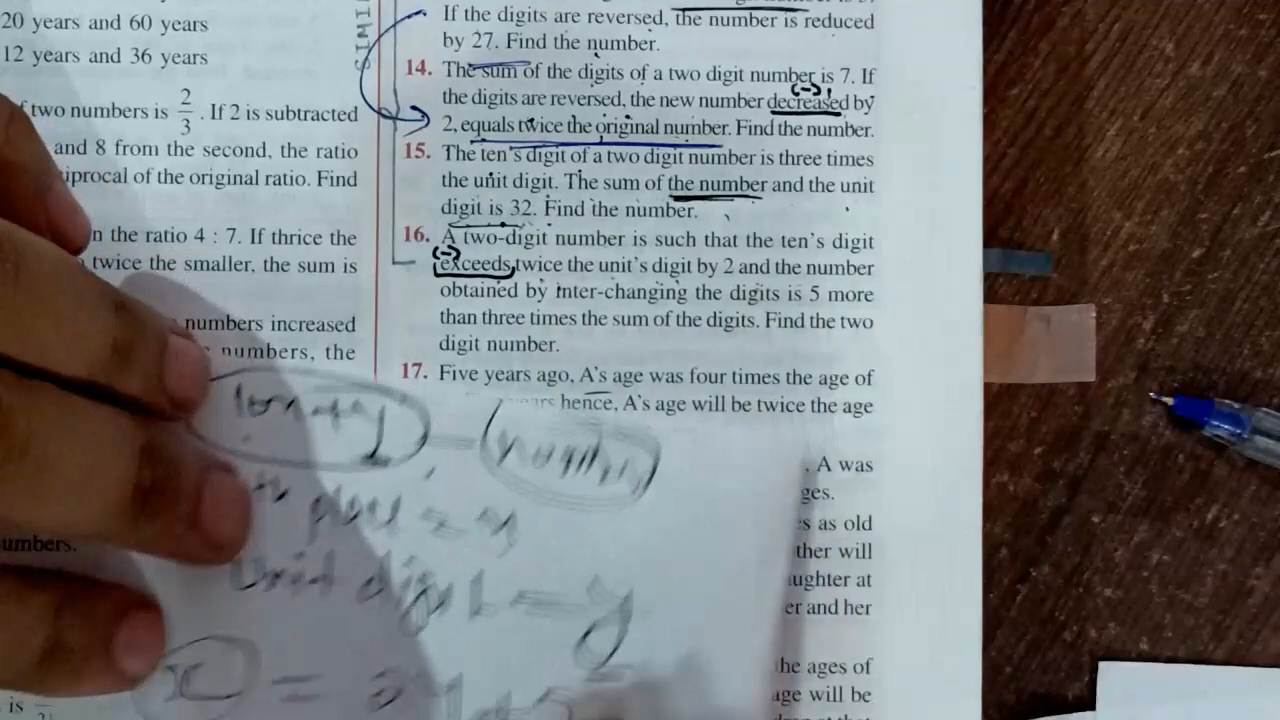 20 years and 60 years
12 years and 36 years
two numbers is 2/3. If 2 is subtracted
and 8 from the second, the ratio
of the original ratio. Find
n the ratio 4 : 7. If thrice the
twice the smaller, the sum is
numbers increased
numbers, the
umbers.
is
If the digits are reversed, the number is reduced
by 27. Find the number.
14. The sum of the digits of a two digit number is 7. If
the digits are reversed, the new number decreased by
2, equals twice the original number. Find the number.
15. The ten's digit of a two digit number is three times
the unit digit. The sum of the number and the unit
digit is 32. Find the number.
16. A two-digit number is such that the ten's digit
(-)
exceeds twice the unit's digit by 2 and the number
obtained by inter-changing the digits is 5 more
than three times the sum of the digits. Find the two
digit number.
17. Five years ago, A's age was four times the age of
hence, A's age will be twice the age
. A was
ges.
s as old
ther will
aughter at
er and her
he ages of
age will be
Unit digit = y
x =